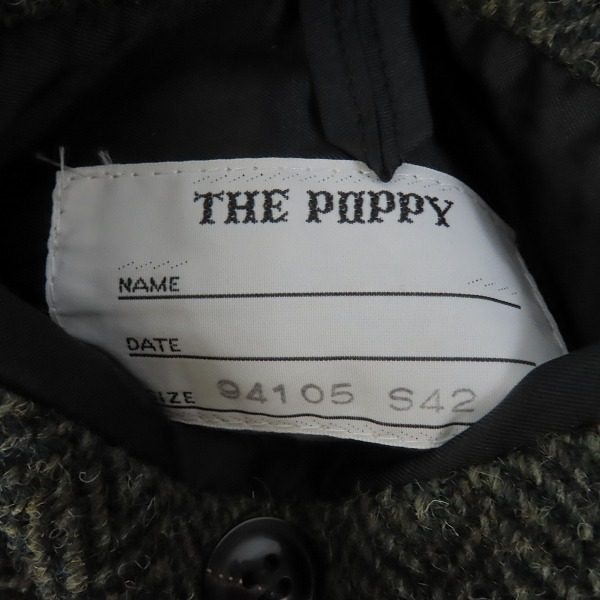 THE PUPPY
NAME
DATE
SIZE 94105 S42